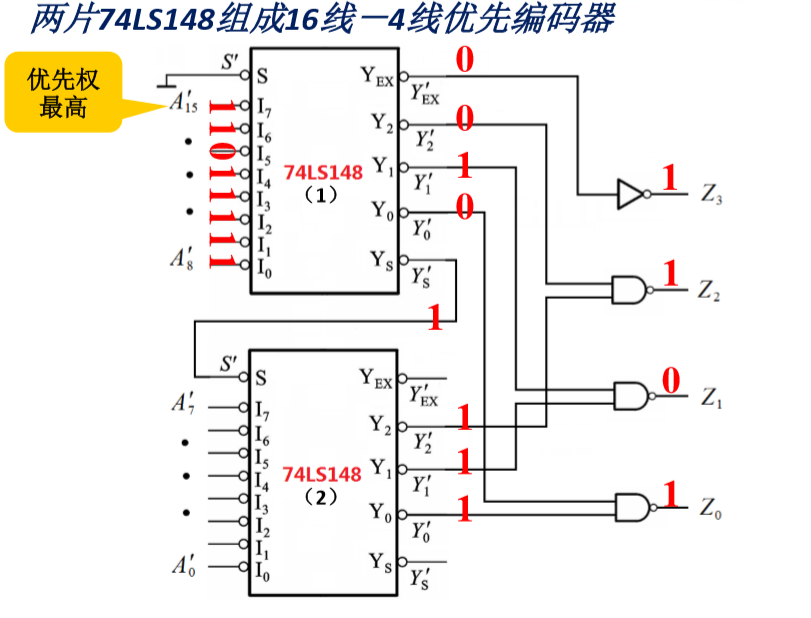 两片74LS148组成16线－4线优先编码器
优先权
最高
S′
S
A′15
I7
1
I6
1
I5
0
I4
1
I3
1
I2
1
I1
1
A′8
I0
1
74LS148
（1）
YEX
Y′EX
0
Y2
Y′2
0
Y1
Y′1
1
Y0
Y′0
0
YS
Y′S
1
1
Z3
1
Z2
0
Z1
1
Z0
S′
S
A′7
I7
I6
I5
I4
I3
I2
I1
A′0
I0
74LS148
（2）
YEX
Y′EX
Y2
Y′2
1
Y1
Y′1
1
Y0
Y′0
1
YS
Y′S